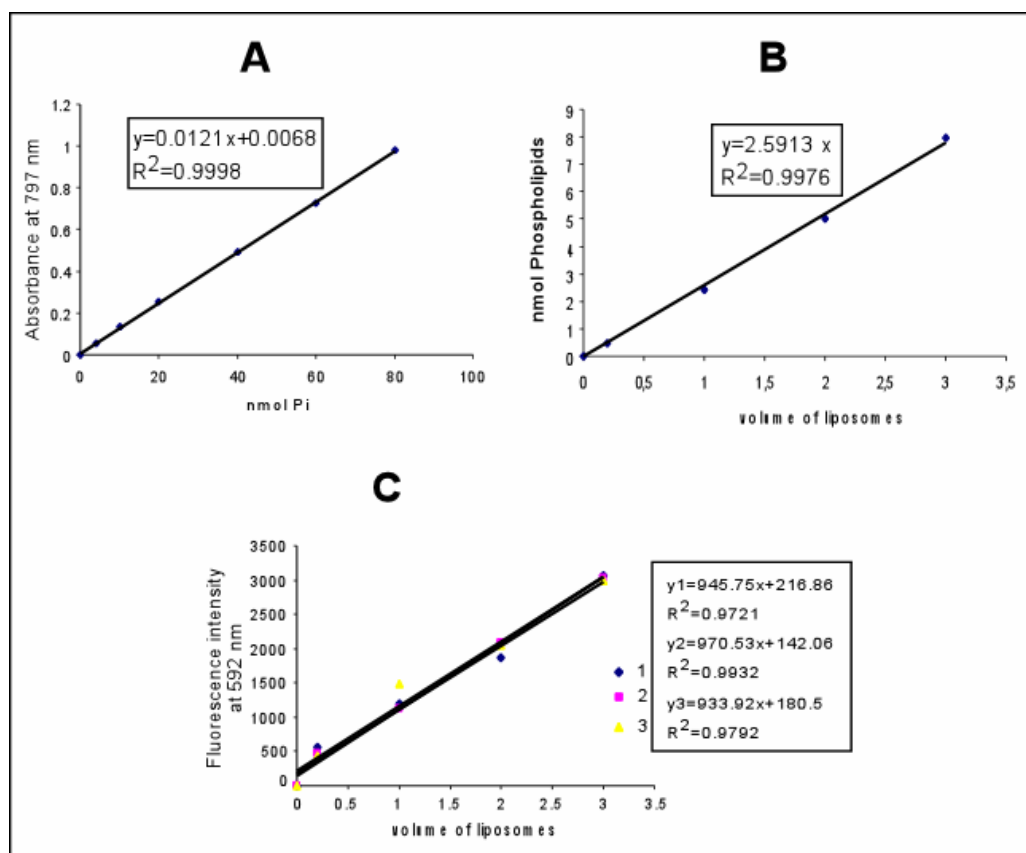 A
y=0.0121x+0.0068
R²=0.9998
Absorbance at 797 nm
1.2
1
0.8
0.6
0.4
0.2
0
0 20 40 60 80 100
nmol Pi
B
y=2.5913 x
R²=0.9976
nmol Phospholipids
9
8
7
6
5
4
3
2
1
0
0 0,5 1 1,5 2 2,5 3 3,5
volume of liposomes
C
Fluorescence intensity
at 592 nm
3500
3000
2500
2000
1500
1000
500
0
0 0.5 1 1.5 2 2.5 3 3.5
volume of liposomes
1
2
3
y1=945.75x+216.86
R²=0.9721
y2=970.53x+142.06
R²=0.9932
y3=933.92x+180.5
R²=0.9792